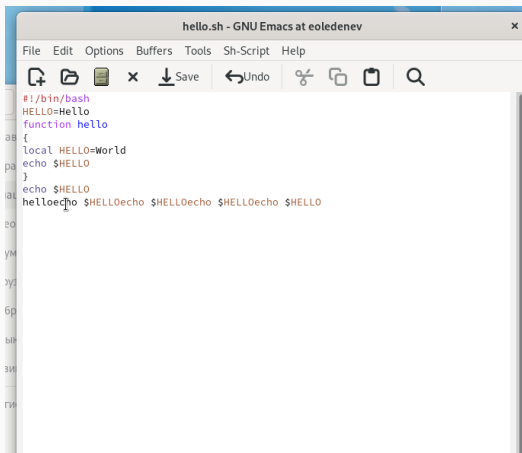 hello.sh - GNU Emacs at eoledenev
File Edit Options Buffers Tools Sh-Script Help
Save Undo
#!/bin/bash
HELLO=Hello
function hello
{
local HELLO=World
echo $HELLO
}
echo $HELLO
helloecho $HELLOecho $HELLOecho $HELLOecho $HELLO